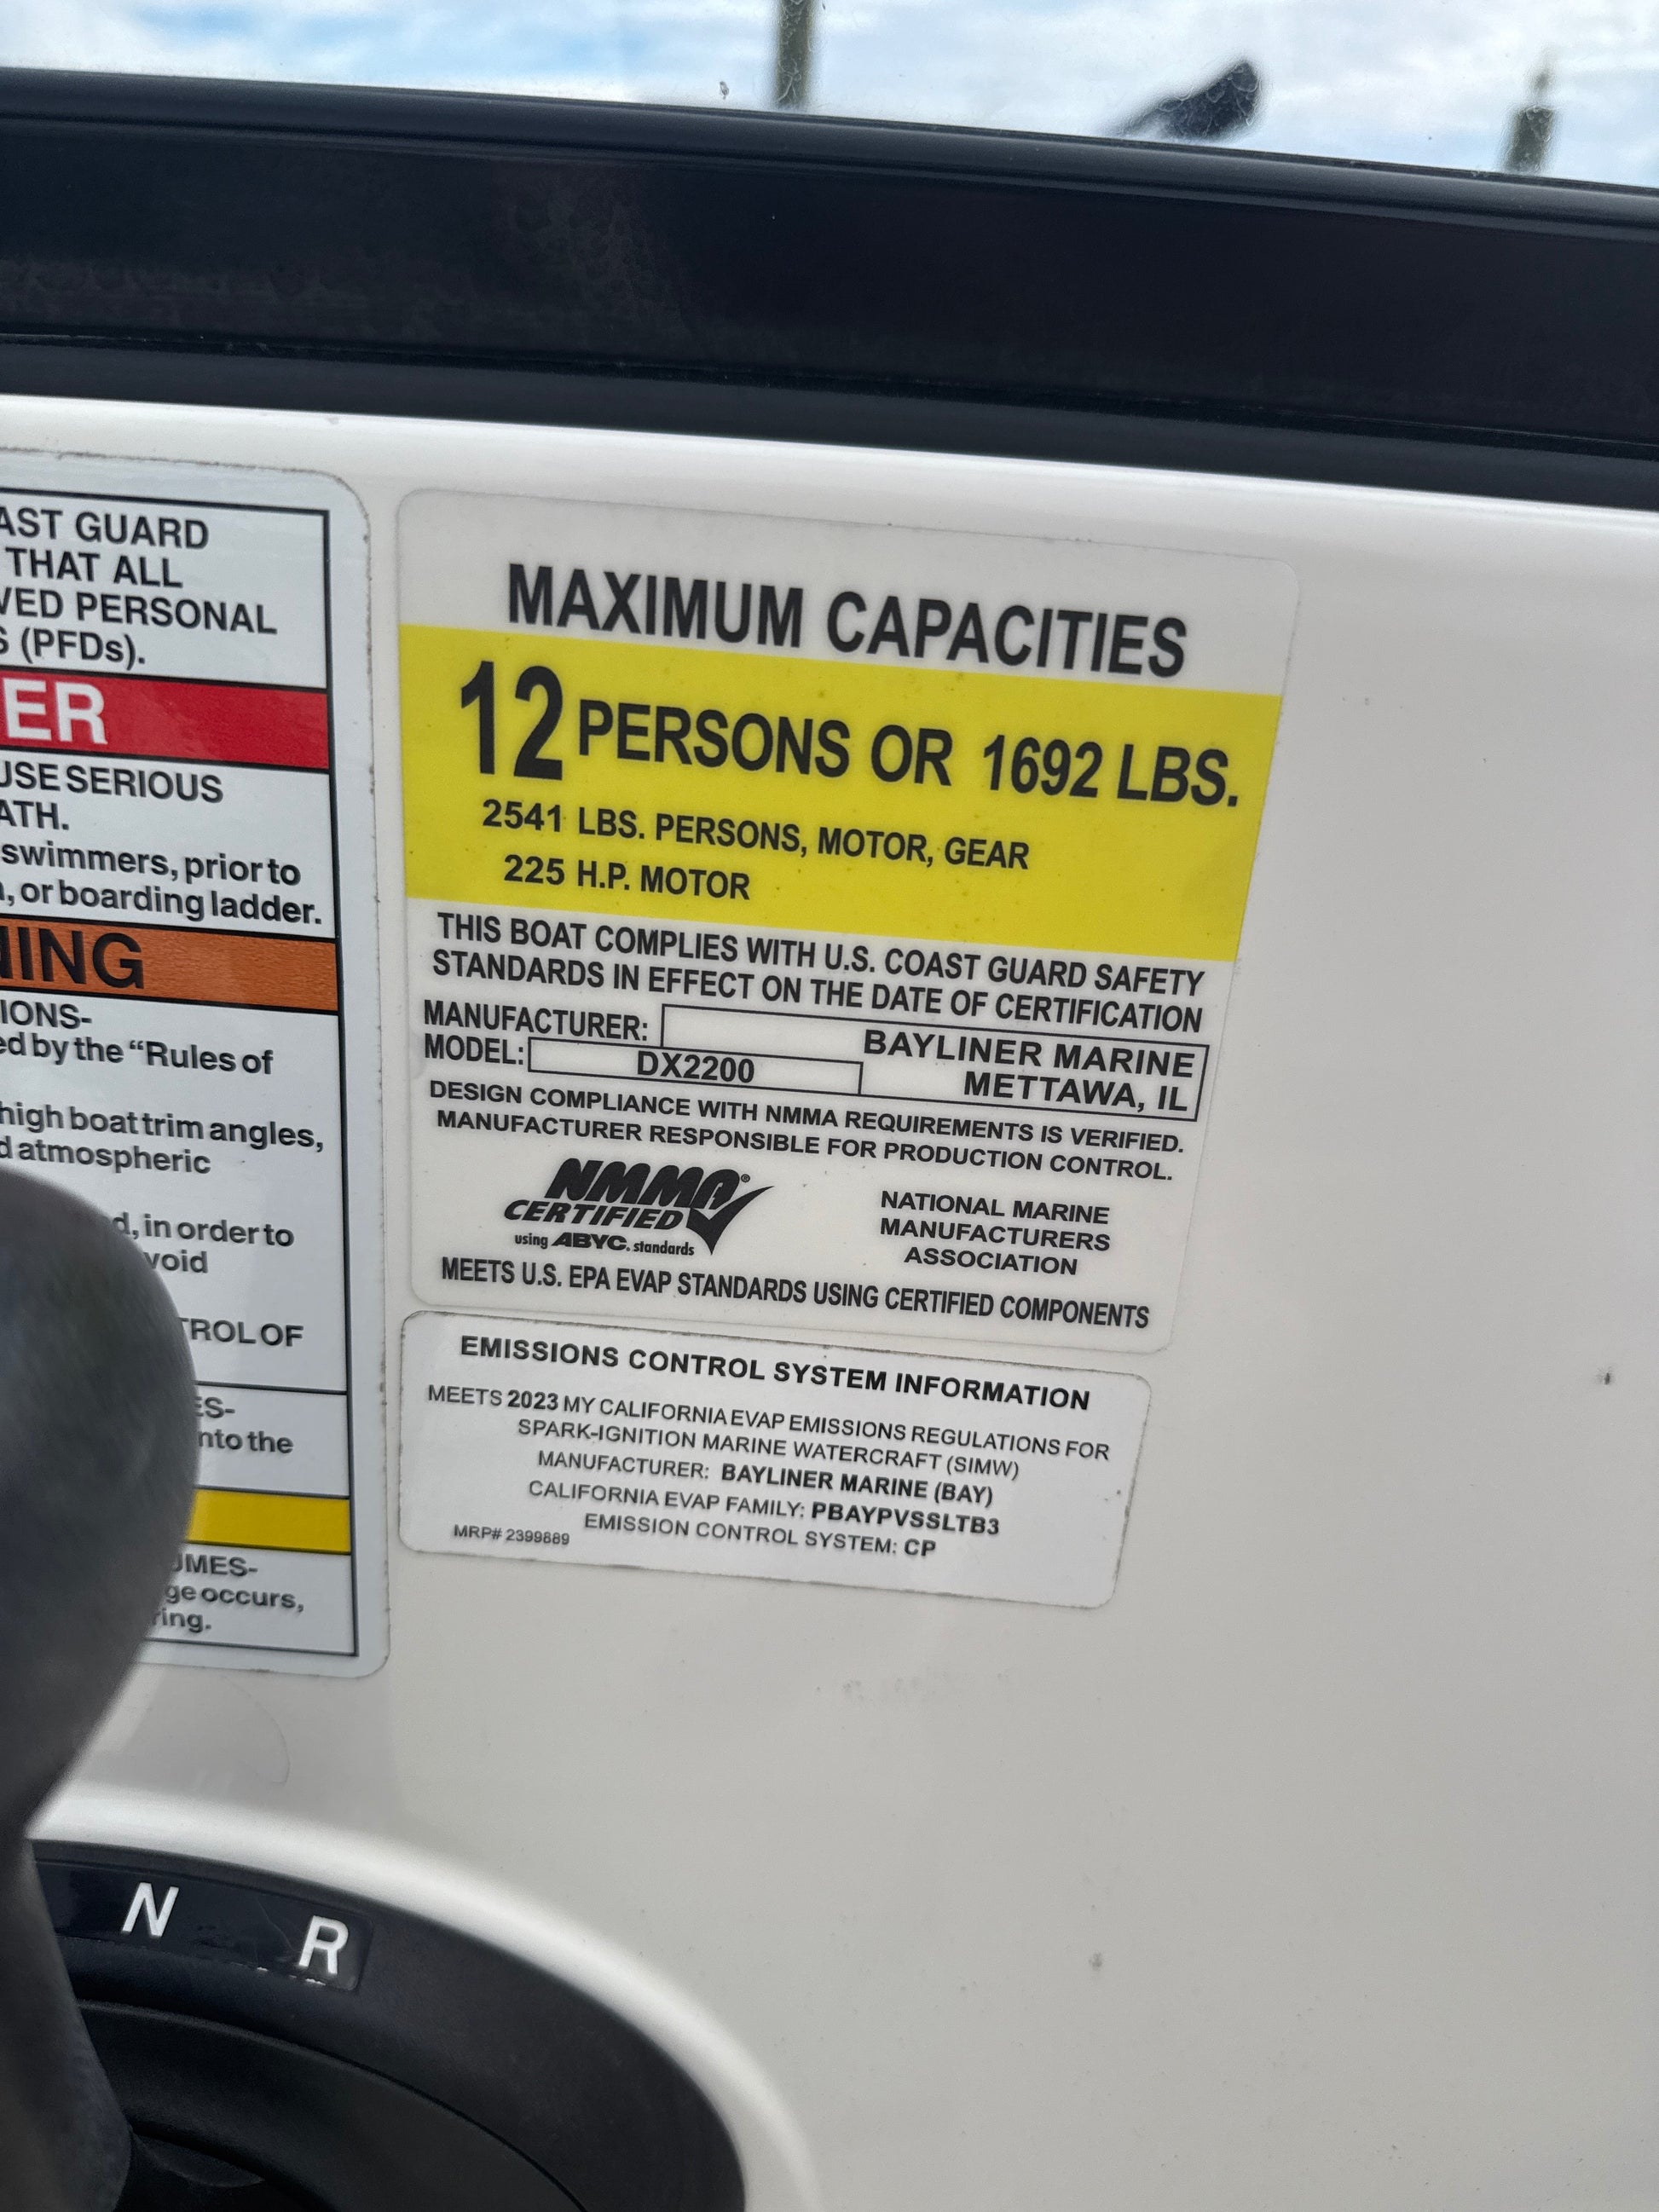 AST GUARD
THAT ALL
VED PERSONAL
S (PFDs).
ER
USE SERIOUS
ATH.
swimmers, prior to
, or boarding ladder.
NING
IONS-
ed by the “Rules of
high boat trim angles,
d atmospheric
d, in order to
void
TROL OF
ES-
nto the
UMES-
ge occurs,
ring.
MAXIMUM CAPACITIES
12 PERSONS OR 1692 LBS.
2541 LBS. PERSONS, MOTOR, GEAR
225 H.P. MOTOR
THIS BOAT COMPLIES WITH U.S. COAST GUARD SAFETY
STANDARDS IN EFFECT ON THE DATE OF CERTIFICATION
MANUFACTURER: BAYLINER MARINE
MODEL: DX2200 METTAWA, IL
DESIGN COMPLIANCE WITH NMMA REQUIREMENTS IS VERIFIED.
MANUFACTURER RESPONSIBLE FOR PRODUCTION CONTROL.
NMMA®
CERTIFIED
using ABYC® standards
NATIONAL MARINE
MANUFACTURERS
ASSOCIATION
MEETS U.S. EPA EVAP STANDARDS USING CERTIFIED COMPONENTS
EMISSIONS CONTROL SYSTEM INFORMATION
MEETS 2023 MY CALIFORNIA EVAP EMISSIONS REGULATIONS FOR
SPARK-IGNITION MARINE WATERCRAFT (SIMW)
MANUFACTURER: BAYLINER MARINE (BAY)
CALIFORNIA EVAP FAMILY: PBAYPVSSLTB3
EMISSION CONTROL SYSTEM: CP
MRP# 2399889
N R